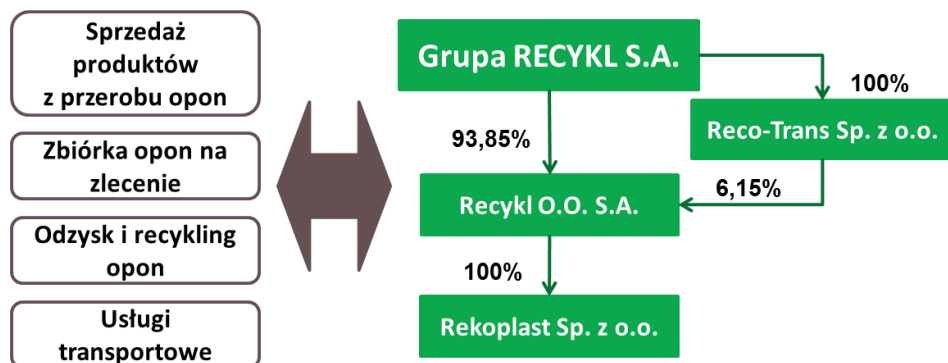 Sprzedaż
produktów
z przerobu opon
Zbiórka opon na
zlecenie
Odzysk i recykling
opon
Usługi
transportowe
Grupa RECYKL S.A.
100%
93,85%
Reco-Trans Sp. z o.o.
6,15%
Recykl O.O. S.A.
100%
Rekoplast Sp. z o.o.